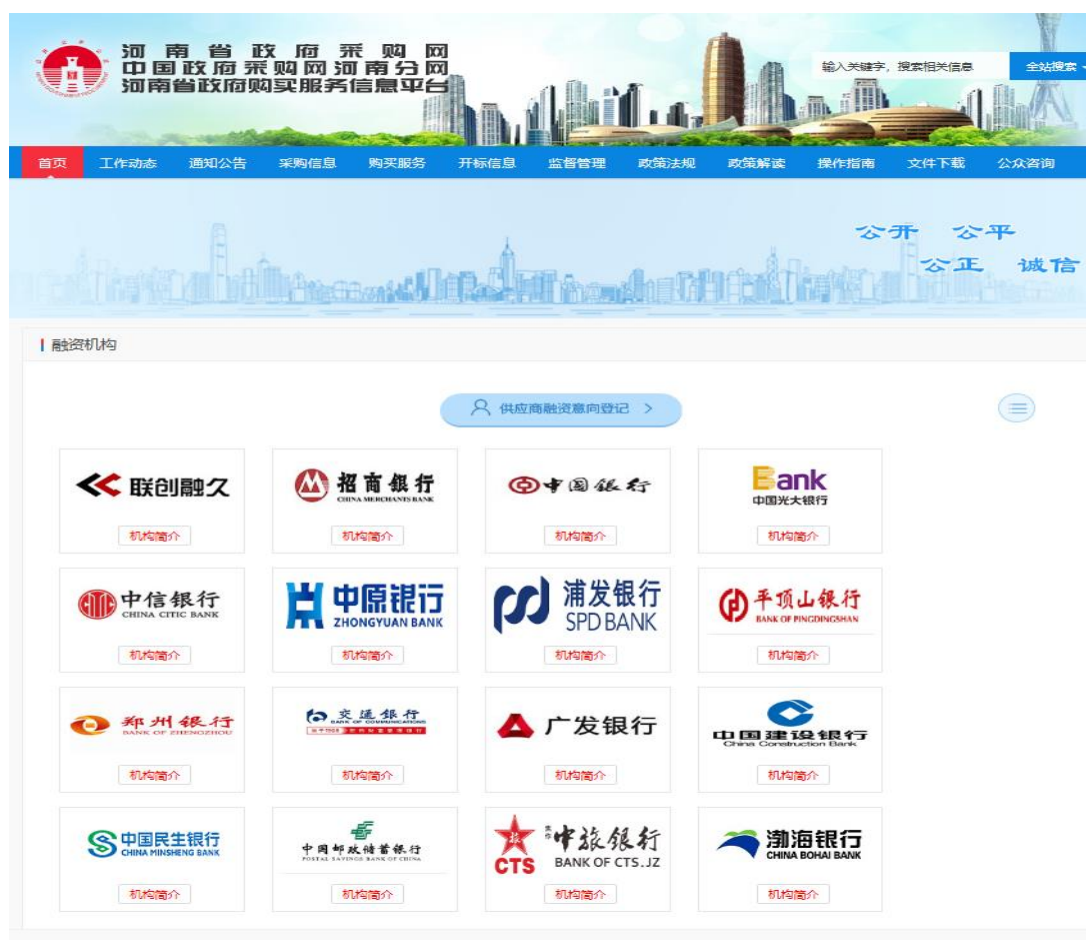 河南省政府采购网
中国政府采购网河南分网
河南省政府购买服务信息平台
输入关键字，搜索相关信息 全站搜索
首页 工作动态 通知公告 采购信息 购买服务 开标信息 监督管理 政策法规 政策解读 操作指南 文件下载 公众咨询
公开 公平
公正 诚信
融资机构
供应商融资意向登记 >
联创融久 招商银行 中国银行 Bank
CHINA MERCHANTS BANK 中国光大银行
机构简介 机构简介 机构简介 机构简介
中信银行 中原银行 浦发银行 平顶山银行
CHINA CITIC BANK ZHONGYUAN BANK SPD BANK BANK OF PINGDINGSHAN
机构简介 机构简介 机构简介 机构简介
郑州银行 交通银行 广发银行 中国建设银行
BANK OF ZHENGZHOU BANK OF COMMUNICATIONS China Construction Bank
机构简介 机构简介 机构简介 机构简介
中国民生银行 中国邮政储蓄银行 焦作中旅银行 渤海银行
CHINA MINSHENG BANK POSTAL SAVINGS BANK OF CHINA CTS BANK OF CTS.JZ CHINA BOHAI BANK
机构简介 机构简介 机构简介 机构简介